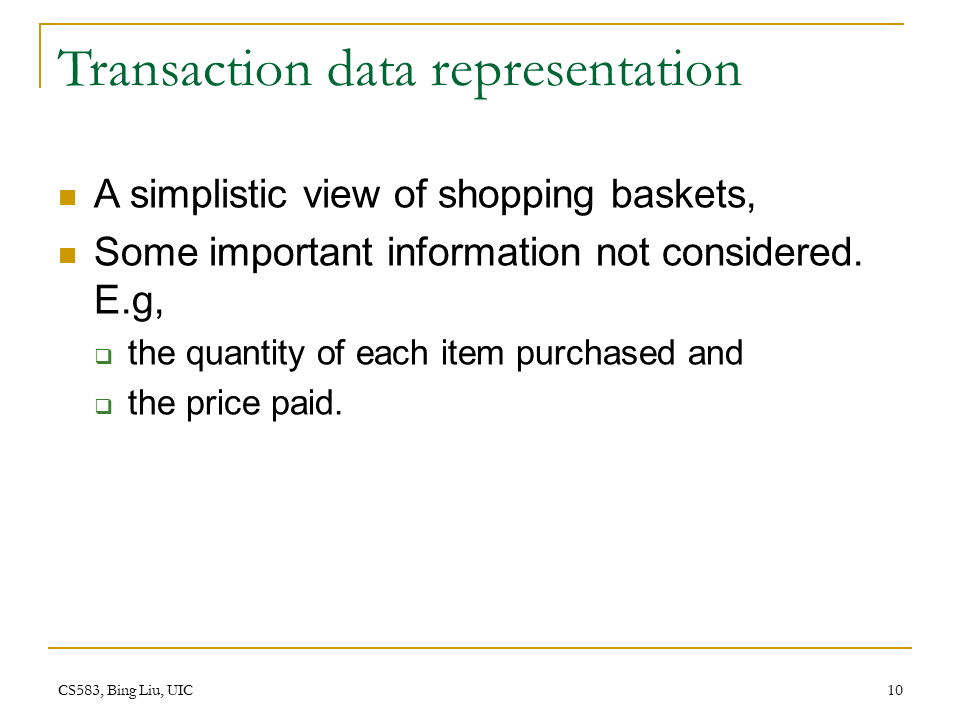 Transaction data representation
A simplistic view of shopping baskets,
Some important information not considered.
E.g,
the quantity of each item purchased and
the price paid.
CS583, Bing Liu, UIC
10